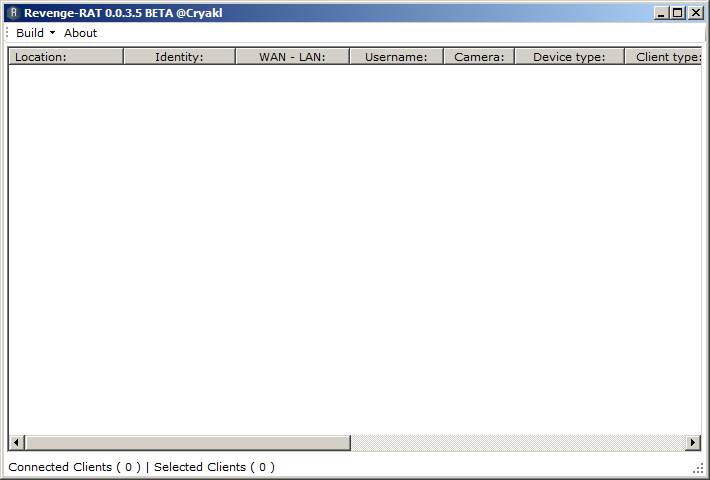 Revenge-RAT 0.0.3.5 BETA @Cryakl
Build About
Location: Identity: WAN - LAN: Username: Camera: Device type: Client type:
Connected Clients ( 0 ) | Selected Clients ( 0 )